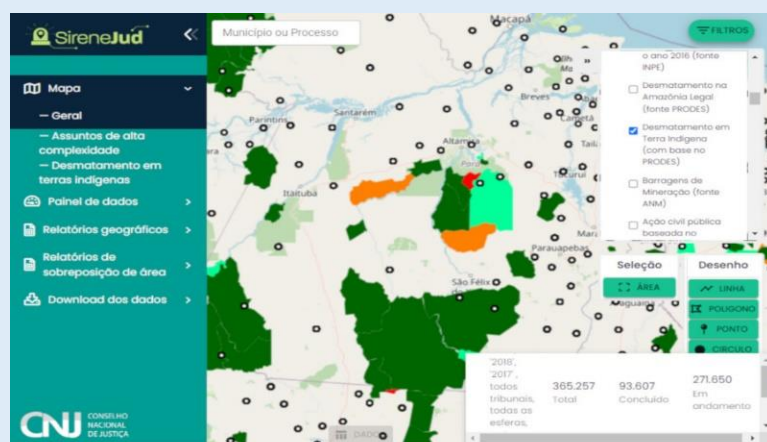 SireneJud
Município ou Processo
FILTROS
Mapa
— Geral
— Assuntos de alta
complexidade
— Desmatamento em
terras indígenas
Painel de dados
Relatórios geográficos
Relatórios de
sobreposição de área
Download dos dados
CNJ
CONSELHO
NACIONAL
DE JUSTIÇA
Macapá
Breves
Santarém
Parintins
Altamira
Itaituba
Parauapebas
São Félix
o ano 2016 (fonte
INPE)
Desmatamento na
Amazônia Legal
(fonte PRODES)
Desmatamento em
Terra Indígena
(com base no
PRODES)
Barragens de
Mineração (fonte
ANM)
Ação civil pública
baseada no
Seleção
ÁREA
Desenho
LINHA
POLIGONO
PONTO
CIRCULO
'2018',
'2017',
todos
tribunais,
todas as
esferas,
365.257
Total
93.607
Concluído
271.650
Em
andamento
DADOS